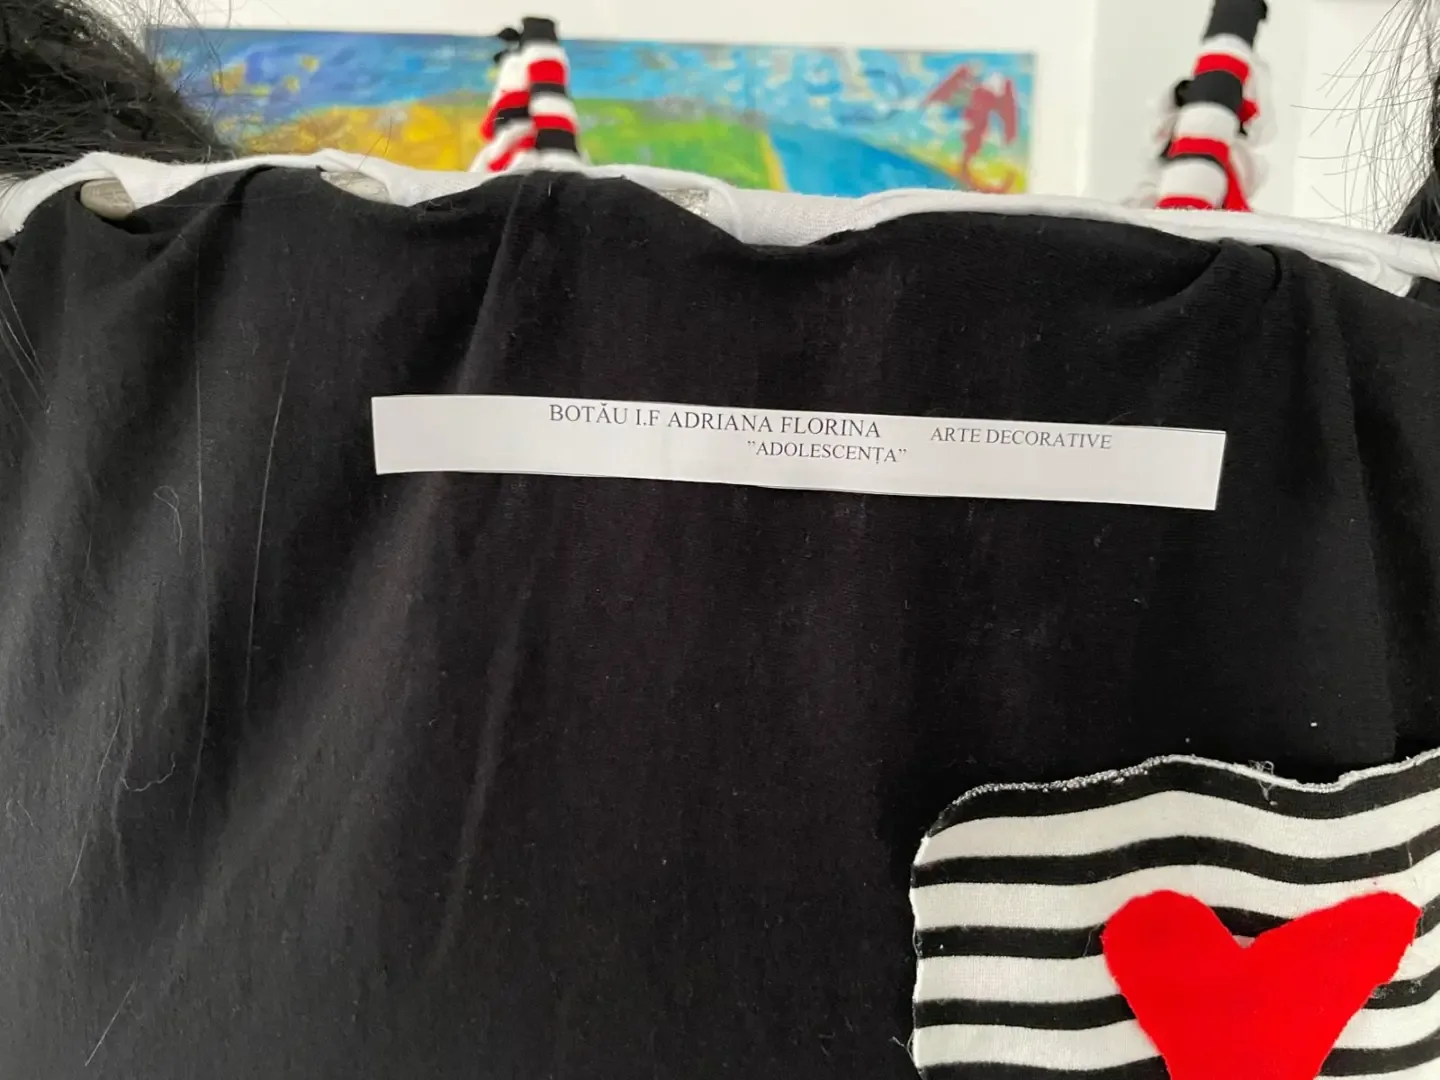 BOTĂU I.F ADRIANA FLORINA ARTE DECORATIVE
”ADOLESCENȚA”